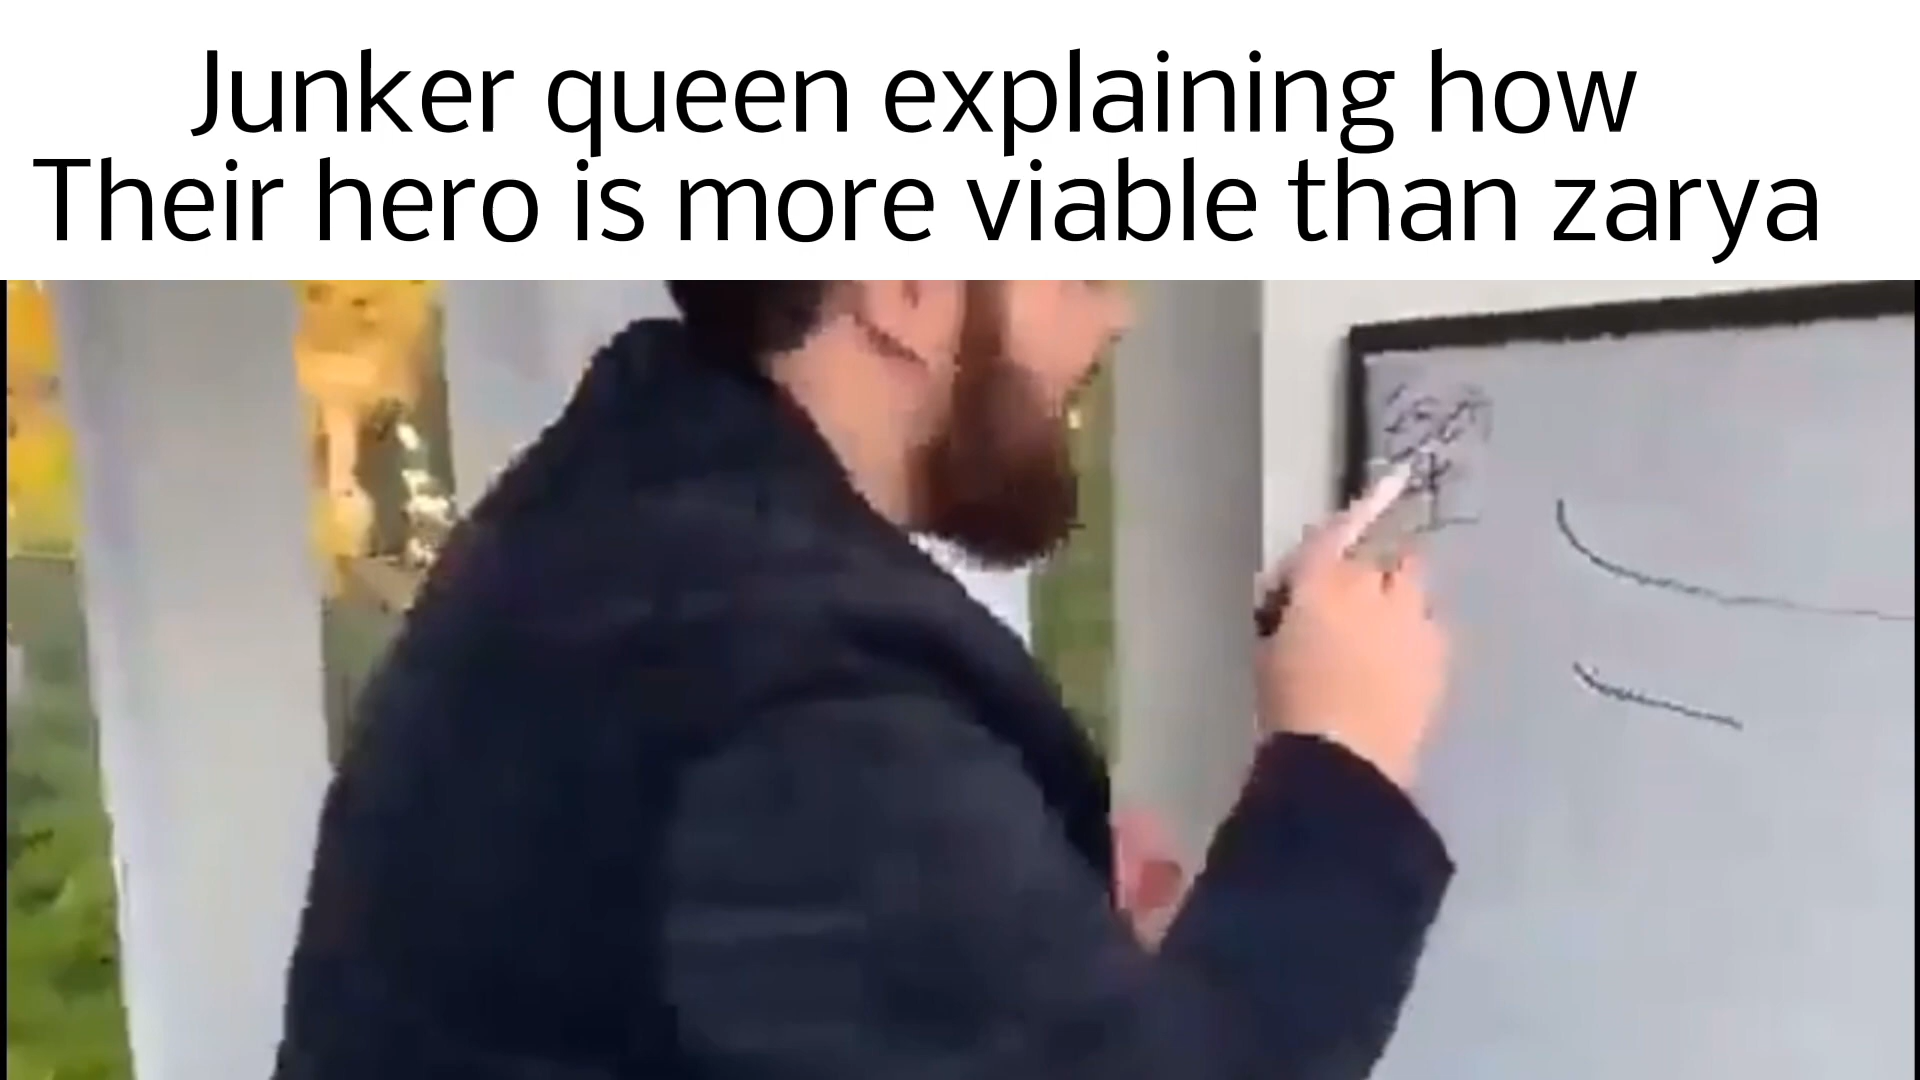 Junker queen explaining how
Their hero is more viable than zarya